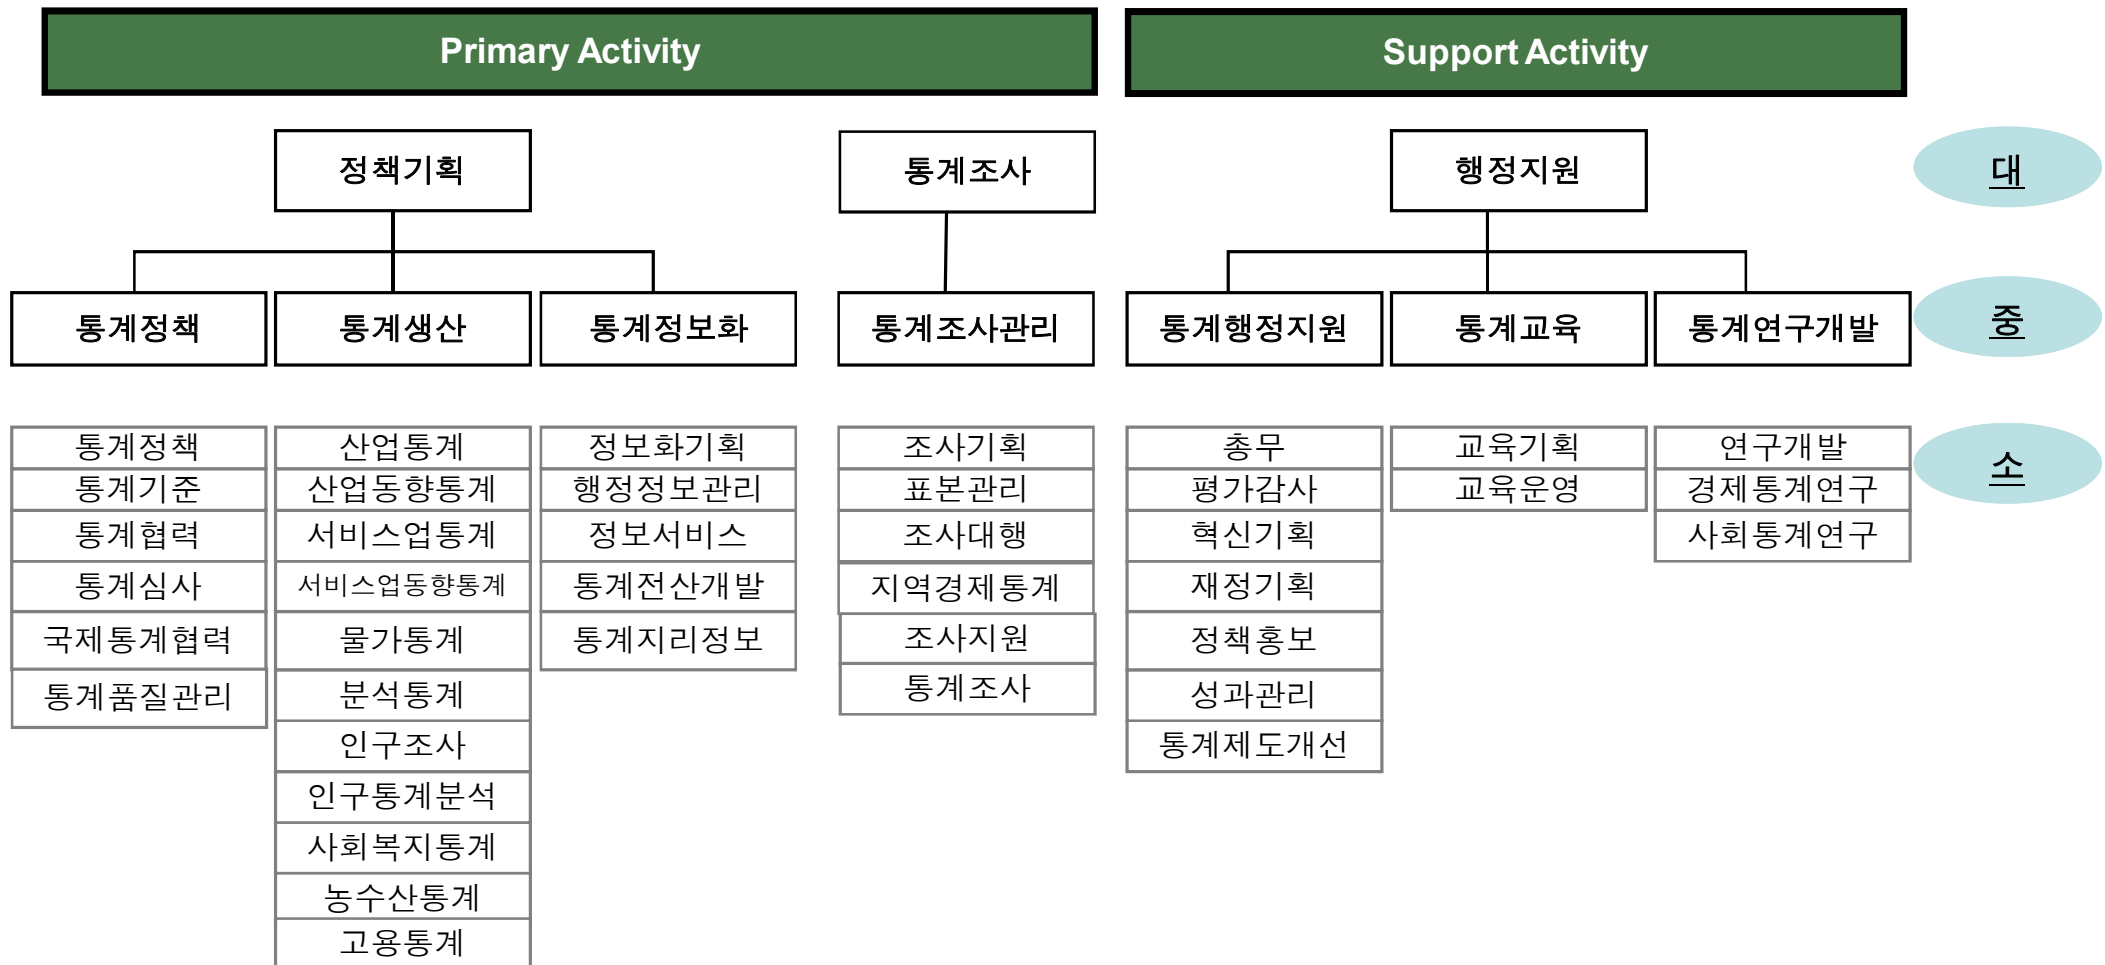 Primary Activity
Support Activity
정책기획
통계조사
행정지원
대
통계정책
통계생산
통계정보화
통계조사관리
통계행정지원
통계교육
통계연구개발
중
통계정책
산업통계
정보화기획
조사기획
총무
교육기획
연구개발
소
통계기준
산업동향통계
행정정보관리
표본관리
평가감사
교육운영
경제통계연구
통계협력
서비스업통계
정보서비스
조사대행
혁신기획
사회통계연구
통계심사
서비스업동향통계
통계전산개발
지역경제통계
재정기획
국제통계협력
물가통계
통계지리정보
조사지원
정책홍보
통계품질관리
분석통계
통계조사
성과관리
인구조사
통계제도개선
인구통계분석
사회복지통계
농수산통계
고용통계